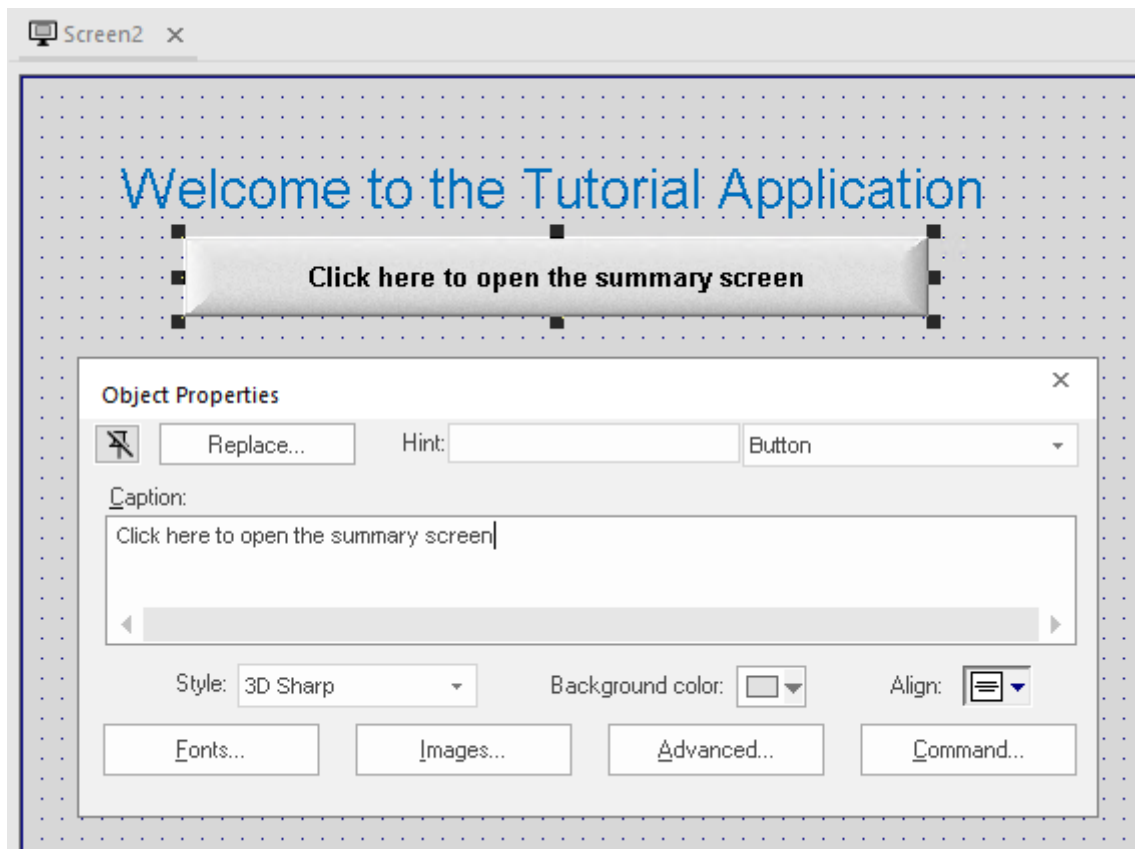 Screen2
Welcome to the Tutorial Application
Click here to open the summary screen
Object Properties
Replace... Hint: Button
Caption:
Click here to open the summary screen
Style: 3D Sharp Background color: Align:
Fonts... Images... Advanced... Command...